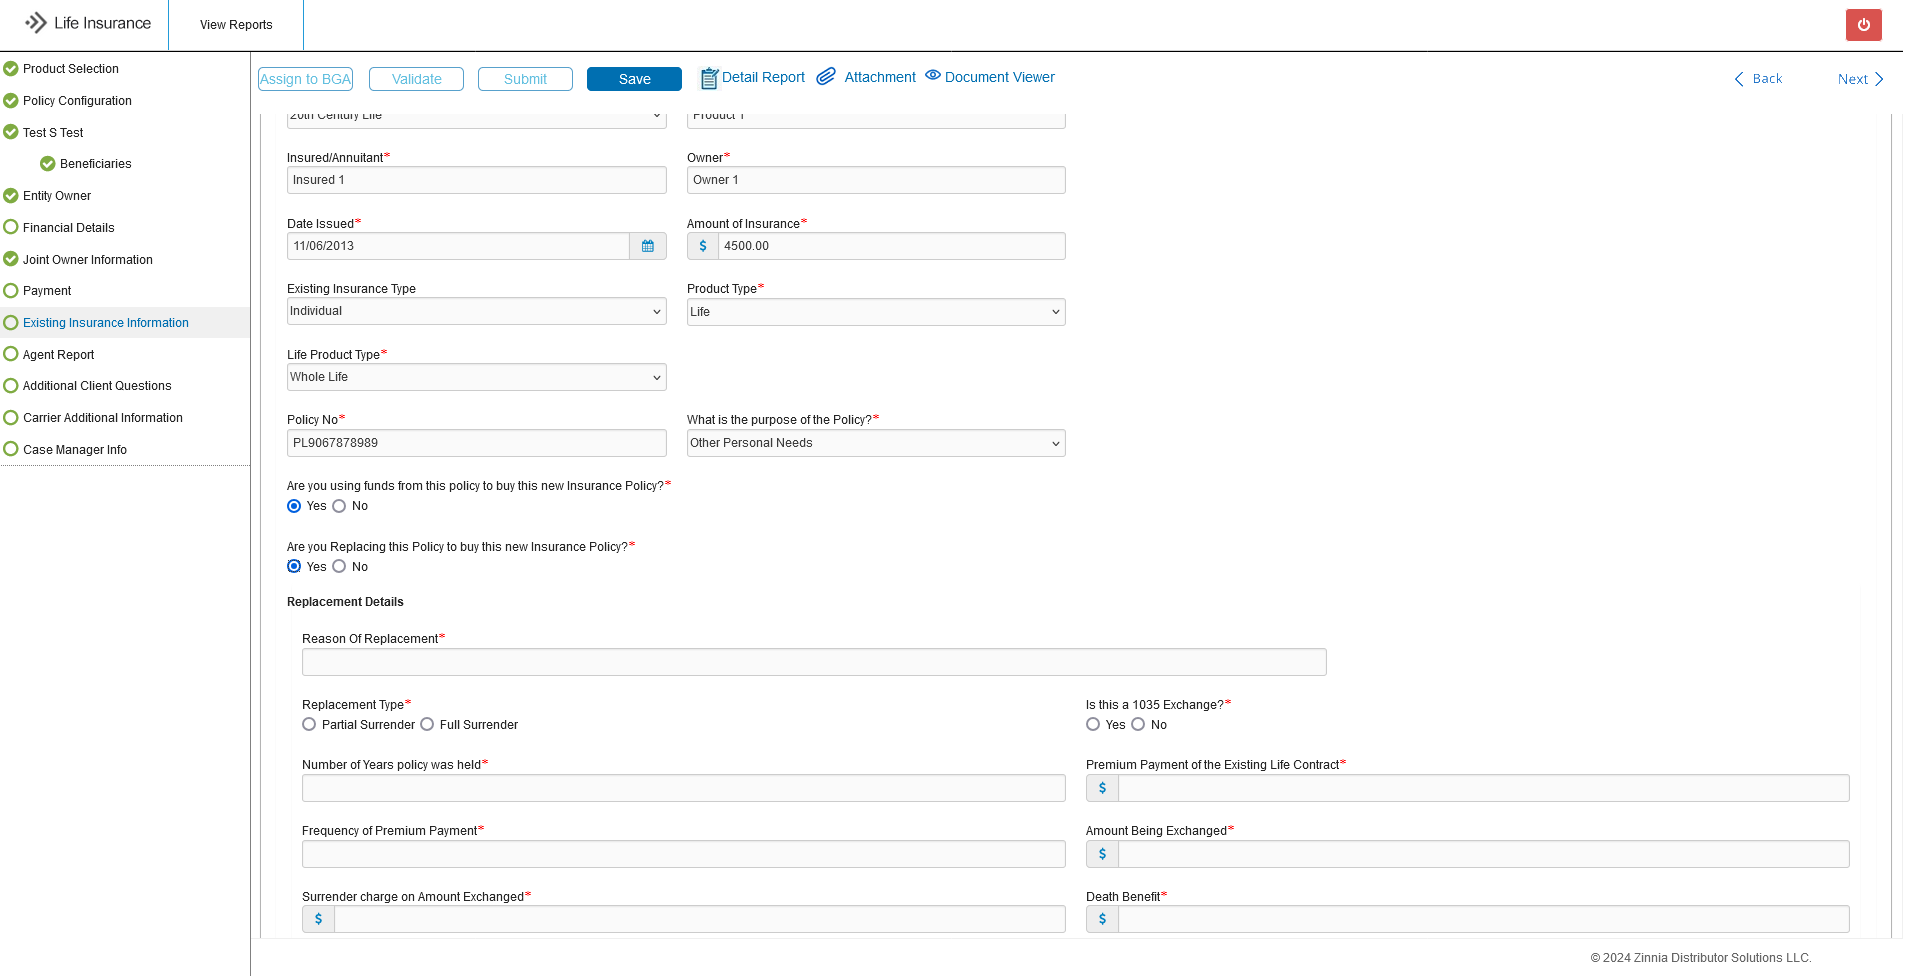 Life Insurance
View Reports
Product Selection
Policy Configuration
Test S Test
Beneficiaries
Entity Owner
Financial Details
Joint Owner Information
Payment
Existing Insurance Information
Agent Report
Additional Client Questions
Carrier Additional Information
Case Manager Info
Assign to BGA Validate Submit Save Detail Report Attachment Document Viewer Back Next
20th Century Life Product 1
Insured/Annuitant* Owner*
Insured 1 Owner 1
Date Issued* Amount of Insurance*
11/06/2013 $ 4500.00
Existing Insurance Type Product Type*
Individual Life
Life Product Type*
Whole Life
Policy No* What is the purpose of the Policy?*
PL9067878989 Other Personal Needs
Are you using funds from this policy to buy this new Insurance Policy?*
Yes No
Are you Replacing this Policy to buy this new Insurance Policy?*
Yes No
Replacement Details
Reason Of Replacement*
Replacement Type* Is this a 1035 Exchange?*
Partial Surrender Full Surrender Yes No
Number of Years policy was held* Premium Payment of the Existing Life Contract*
$
Frequency of Premium Payment* Amount Being Exchanged*
$
Surrender charge on Amount Exchanged* Death Benefit*
$ $
© 2024 Zinnia Distributor Solutions LLC.